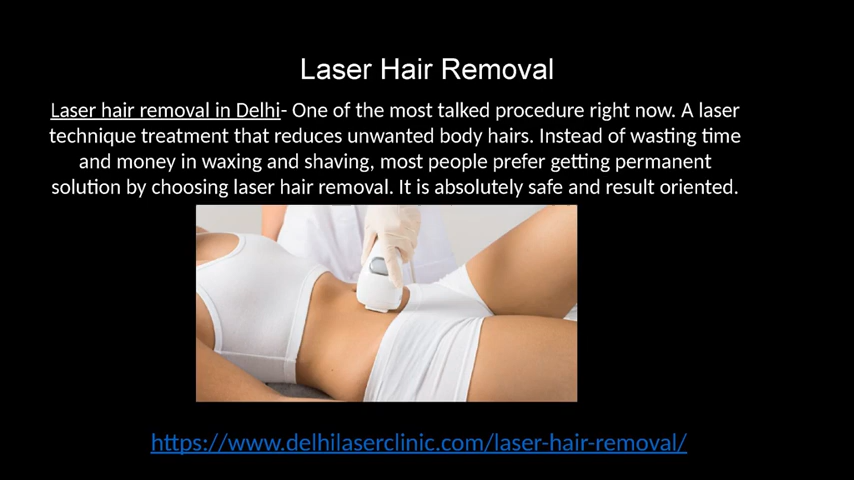 Laser Hair Removal
Laser hair removal in Delhi- One of the most talked procedure right now. A laser
technique treatment that reduces unwanted body hairs. Instead of wasting time
and money in waxing and shaving, most people prefer getting permanent
solution by choosing laser hair removal. It is absolutely safe and result oriented.
https://www.delhilaserclinic.com/laser-hair-removal/